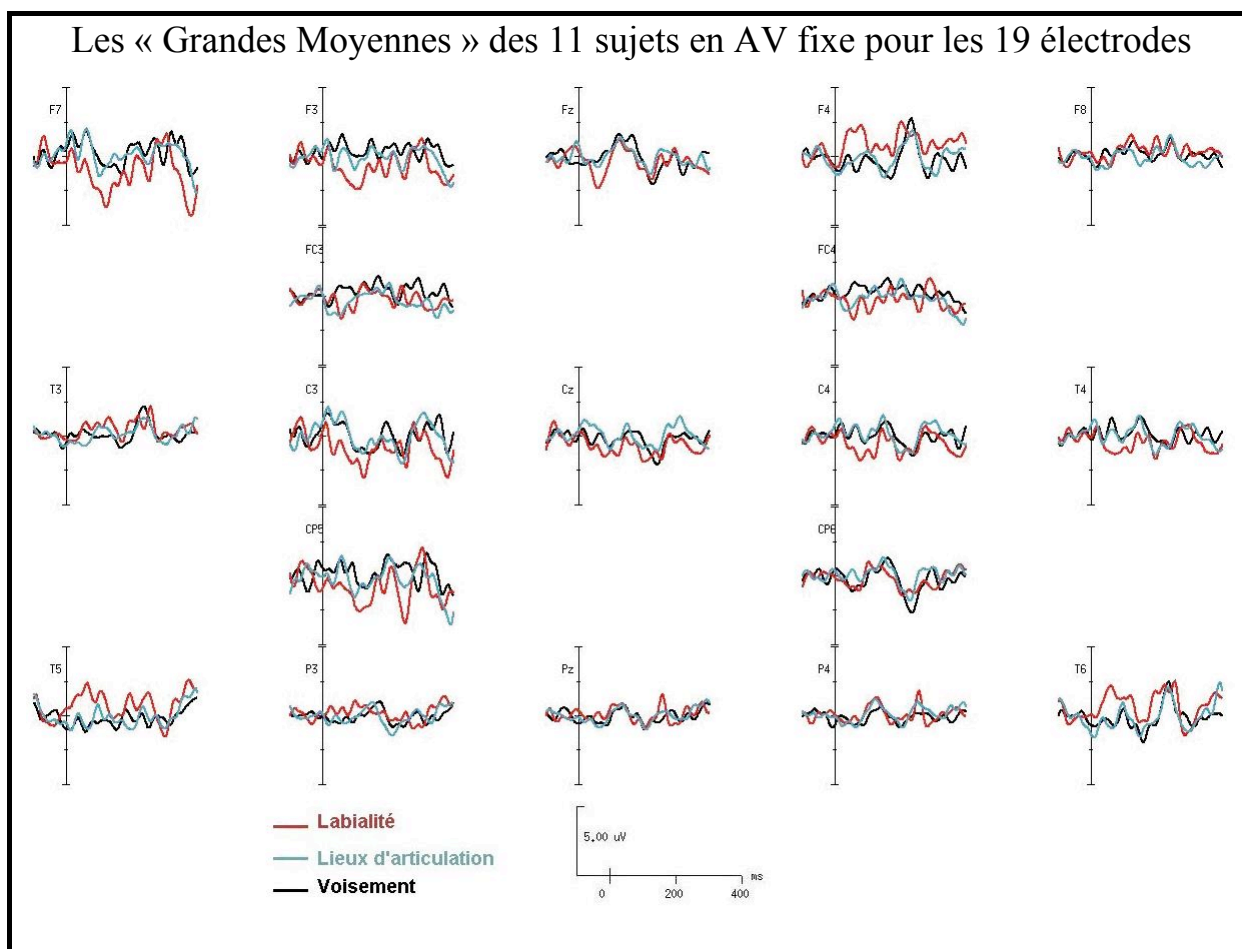 Les « Grandes Moyennes » des 11 sujets en AV fixe pour les 19 électrodes
F7 F3 Fz F4 F8
FC3 FC4
T3 C3 Cz C4 T4
CP5 CP6
T5 P3 Pz P4 T6
Labialité
Lieux d'articulation
Voisement
5.00 uV
ms
0 200 400